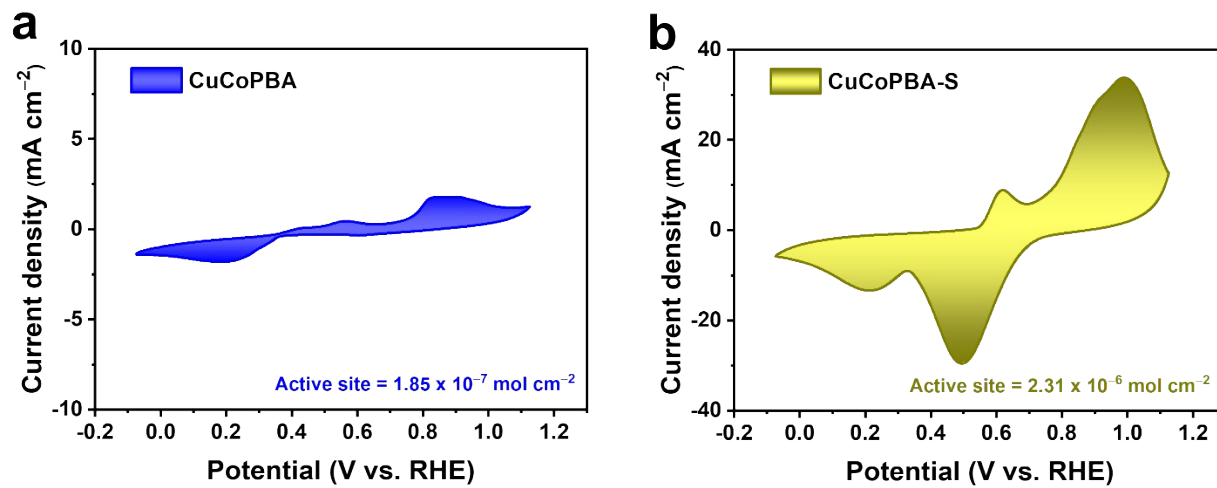 a
10
5
0
-5
-10
Current density (mA cm⁻²)
CuCoPBA
Active site = 1.85 x 10⁻⁷ mol cm⁻²
-0.2 0.0 0.2 0.4 0.6 0.8 1.0 1.2
Potential (V vs. RHE)
b
40
20
0
-20
-40
Current density (mA cm⁻²)
CuCoPBA-S
Active site = 2.31 x 10⁻⁶ mol cm⁻²
-0.2 0.0 0.2 0.4 0.6 0.8 1.0 1.2
Potential (V vs. RHE)